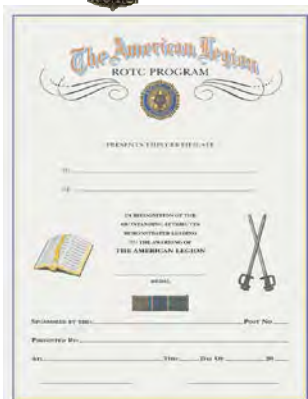 The American Legion
ROTC PROGRAM
PRESENTS THIS CERTIFICATE
TO
OF
IN RECOGNITION OF THE
OUTSTANDING ATTRIBUTES
DEMONSTRATED LEADING
TO THE AWARDING OF
THE AMERICAN LEGION
MEDAL
SPONSORED BY THE: POST NO.
PRESENTED BY:
AT: THIS DAY OF 20